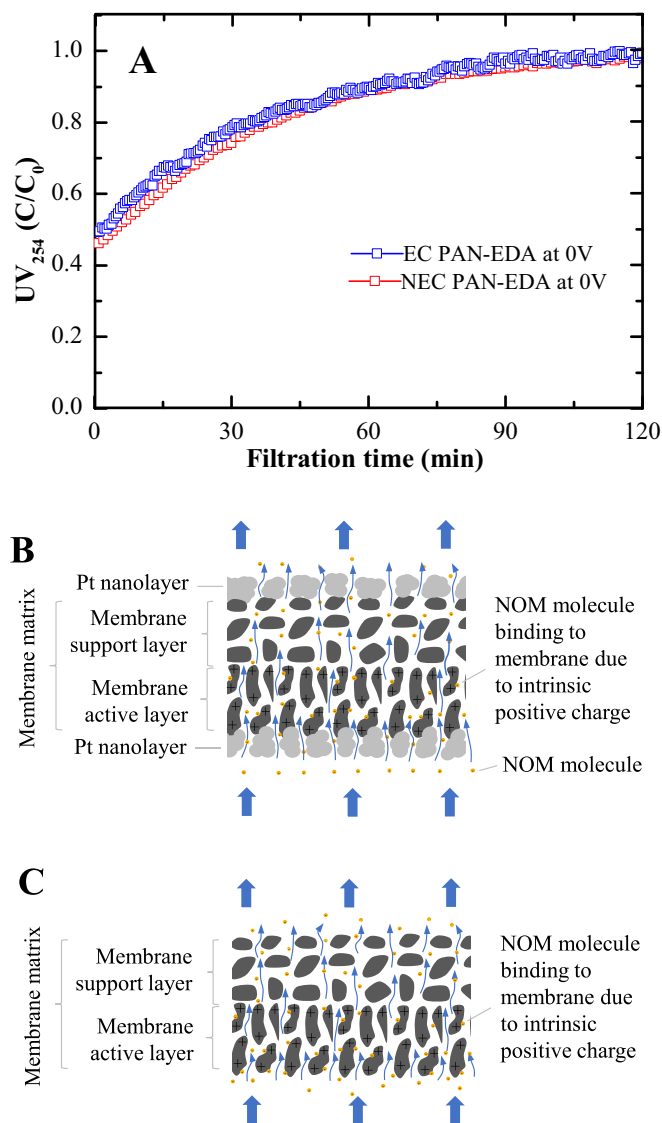 A
1.0
0.8
0.6
0.4
0.2
0.0
UV254 (C/C0)
EC PAN-EDA at 0V
NEC PAN-EDA at 0V
0
30
60
90
120
Filtration time (min)
B
Membrane matrix
Pt nanolayer
Membrane
support layer
Membrane
active layer
Pt nanolayer
NOM molecule
binding to
membrane due
to intrinsic
positive charge
NOM molecule
C
Membrane matrix
Membrane
support layer
Membrane
active layer
NOM molecule
binding to
membrane due
to intrinsic
positive charge